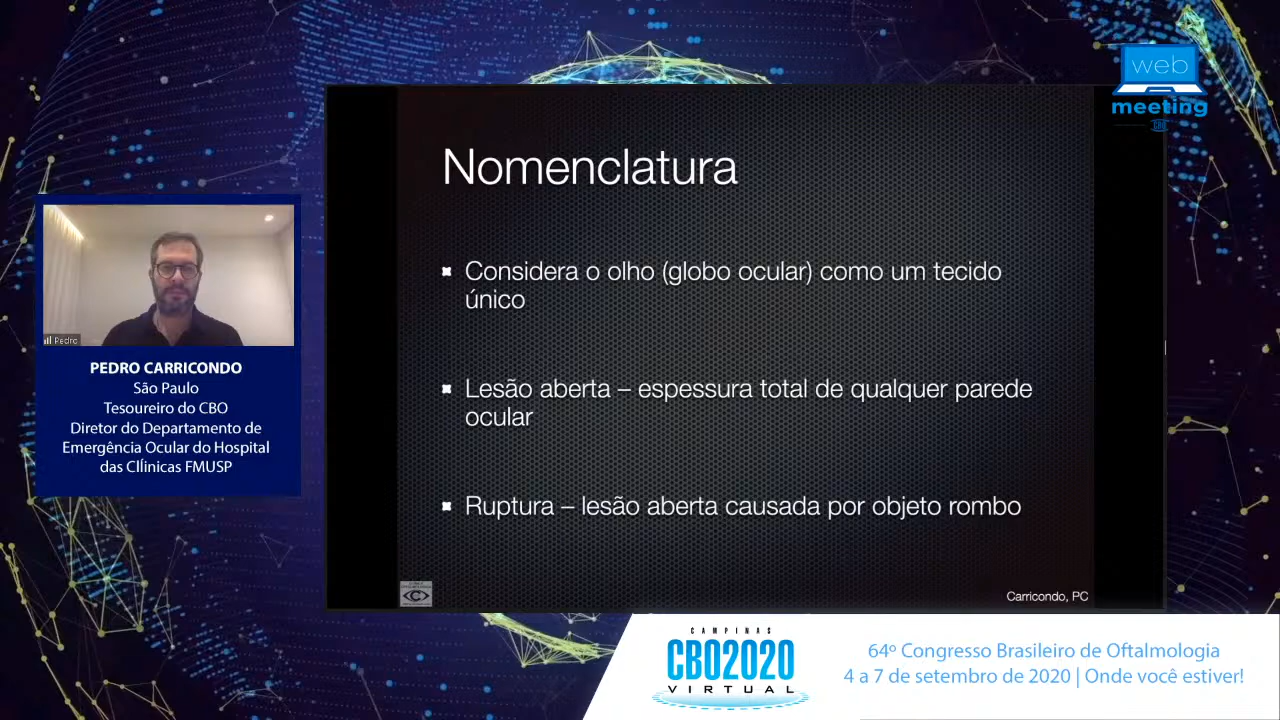 web
meeting
Nomenclatura
Considera o olho (globo ocular) como um tecido
único
Lesão aberta – espessura total de qualquer parede
ocular
Ruptura – lesão aberta causada por objeto rombo
Carricondo, PC
Pedro
PEDRO CARRICONDO
São Paulo
Tesoureiro do CBO
Diretor do Departamento de
Emergência Ocular do Hospital
das ClÍinicas FMUSP
CAMPINAS
CBO2020
VIRTUAL
64º Congresso Brasileiro de Oftalmologia
4 a 7 de setembro de 2020 | Onde você estiver!